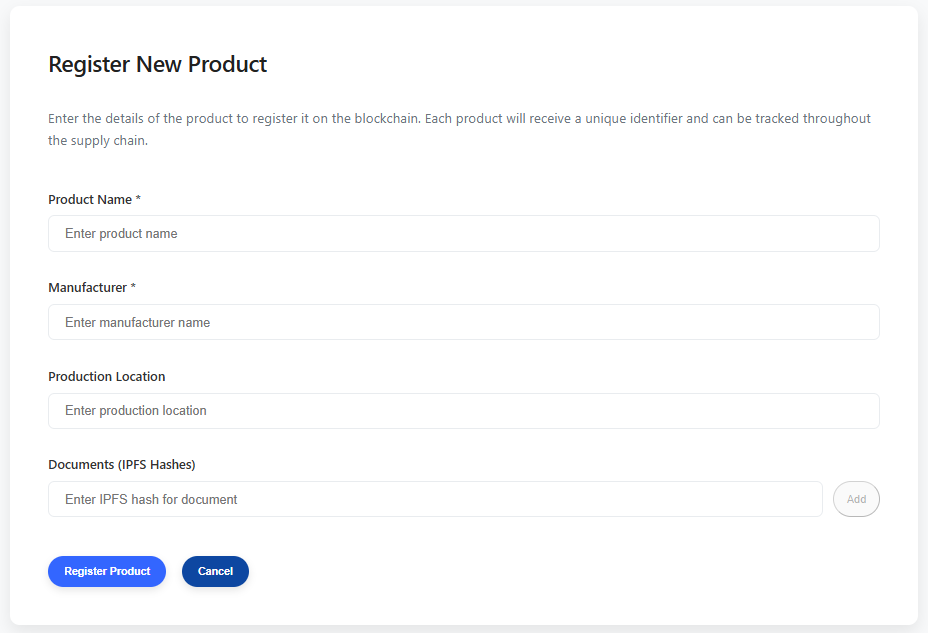 Register New Product
Enter the details of the product to register it on the blockchain. Each product will receive a unique identifier and can be tracked throughout
the supply chain.
Product Name *
Enter product name
Manufacturer *
Enter manufacturer name
Production Location
Enter production location
Documents (IPFS Hashes)
Enter IPFS hash for document
Add
Register Product
Cancel